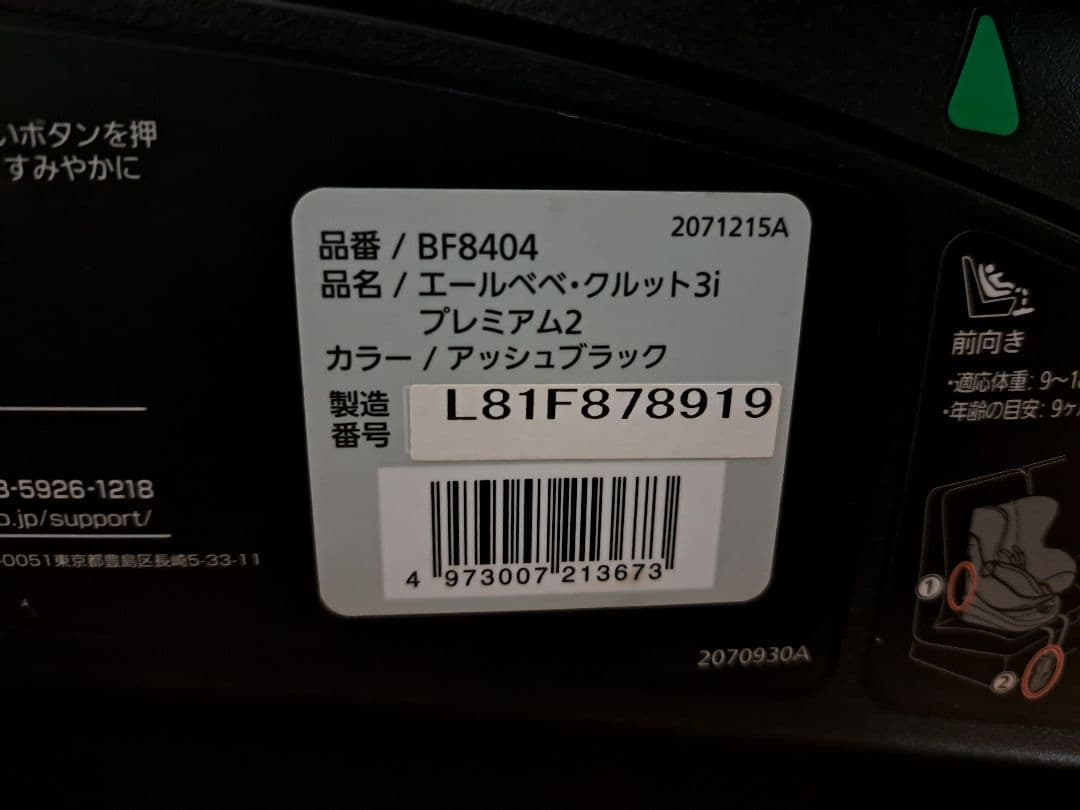 いボタンを押
すみやかに
2071215A
品番 / BF8404
品名 / エールベベ・クルット3i
プレミアム2
カラー / アッシュブラック
製造
番号
L81F878919
4 973007 213673
2070930A
-5926-1218
.jp/support/
-0051東京都豊島区長崎5-33-11
前向き
・適応体重: 9〜1
・年齢の目安: 9ヶ
1
2